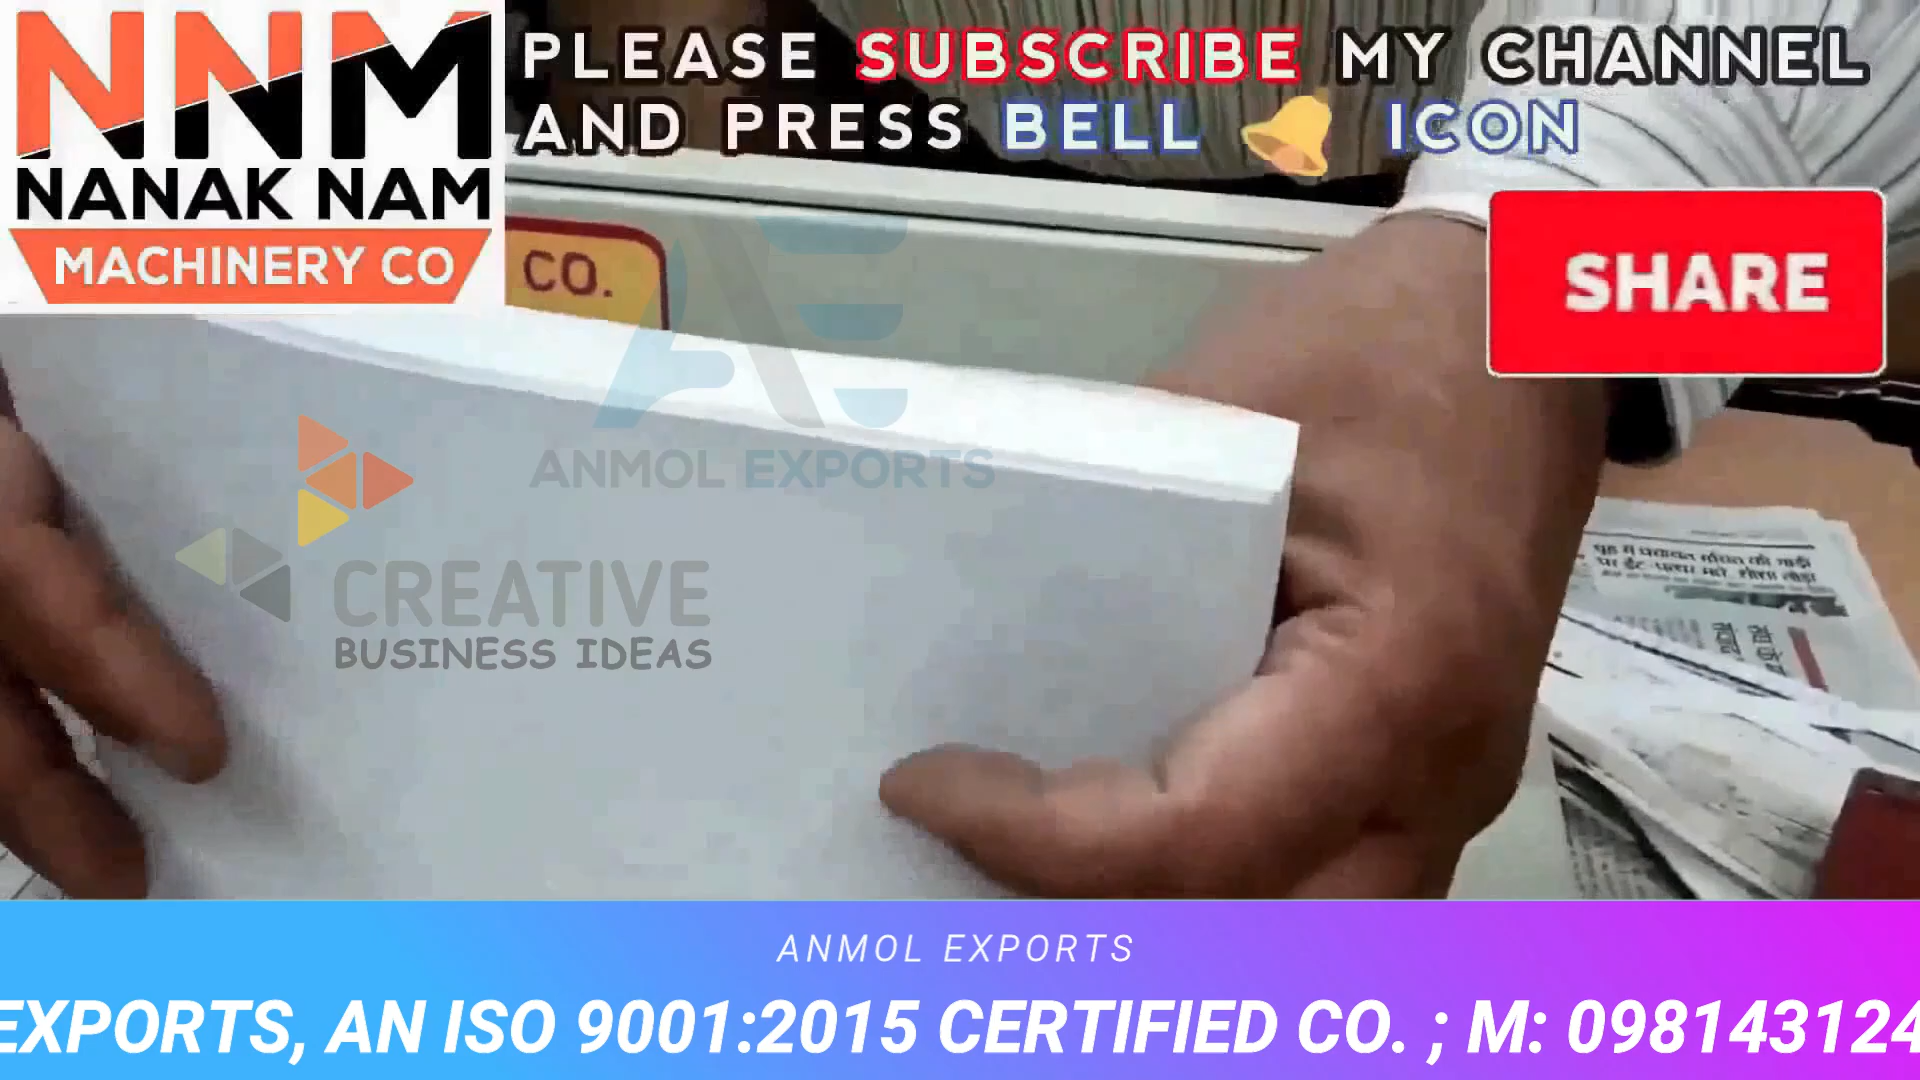 NNM
NANAK NAM
MACHINERY CO
PLEASE SUBSCRIBE MY CHANNEL
AND PRESS BELL 🔔 ICON
SHARE
CO.
AE
ANMOL EXPORTS
CREATIVE
BUSINESS IDEAS
ANMOL EXPORTS
EXPORTS, AN ISO 9001:2015 CERTIFIED CO. ; M: 098143124